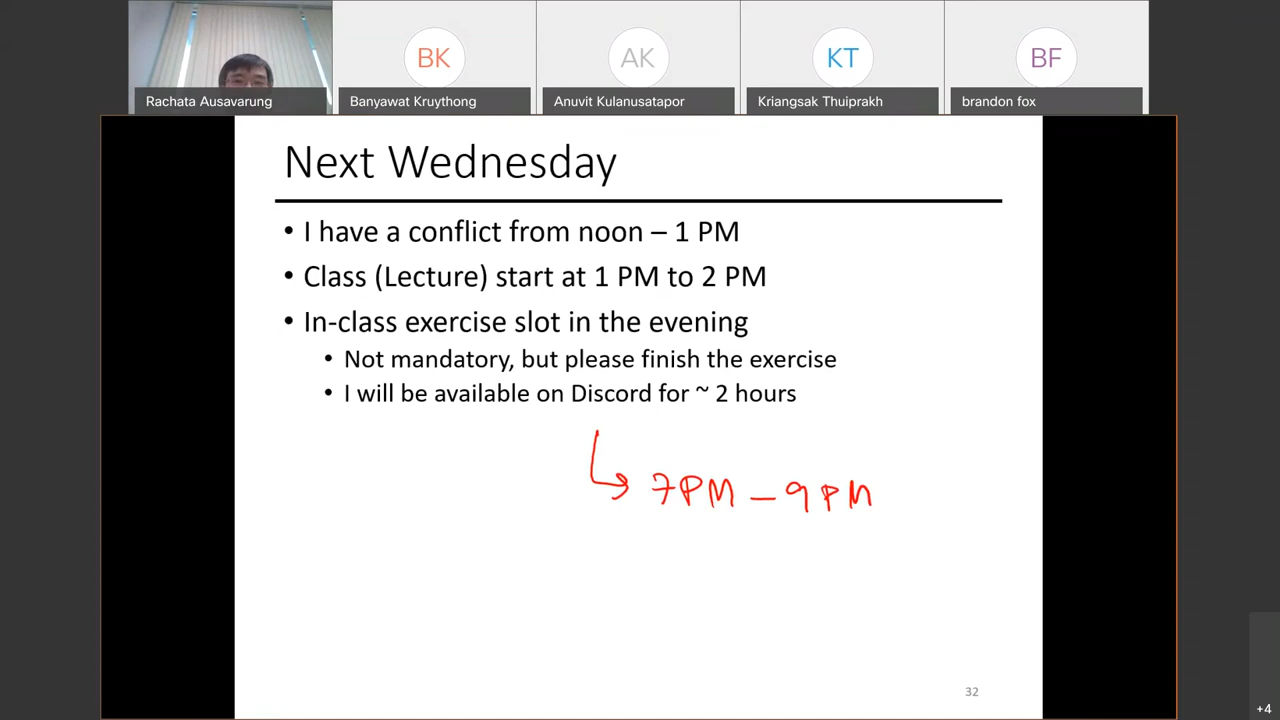 BK
AK
KT
BF
Rachata Ausavarung
Banyawat Kruythong
Anuvit Kulanusatapor
Kriangsak Thuiprakh
brandon fox
Next Wednesday
• I have a conflict from noon – 1 PM
• Class (Lecture) start at 1 PM to 2 PM
• In-class exercise slot in the evening
• Not mandatory, but please finish the exercise
• I will be available on Discord for ~ 2 hours
7PM – 9PM
32
+4